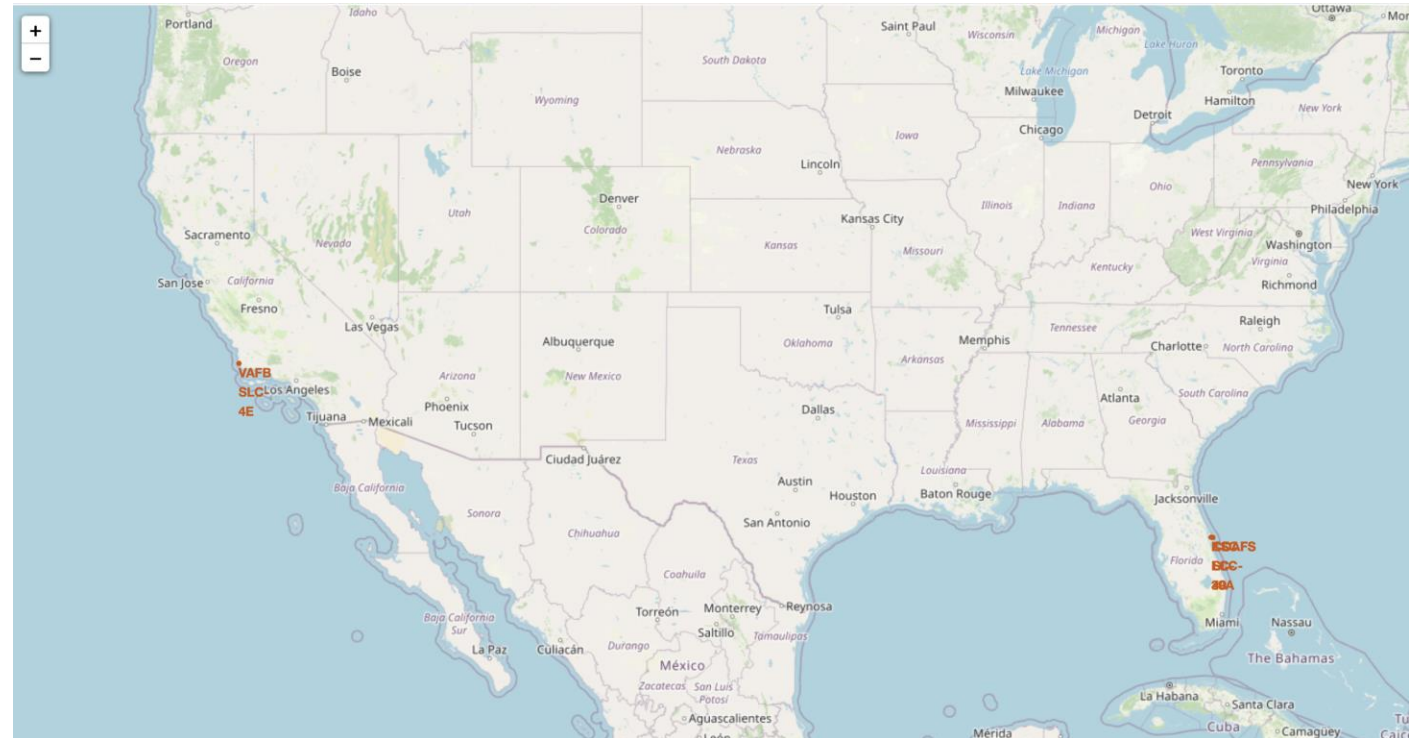 +
−
Portland
Idaho
Ottawa
Saint Paul
Wisconsin
Michigan
Lake Huron
Oregon
Boise
South Dakota
Lake Michigan
Toronto
Wyoming
Milwaukee
Hamilton
New York
Detroit
Chicago
Iowa
Nebraska
Lincoln
Pennsylvania
Ohio
New York
Denver
Utah
Illinois
Indiana
Philadelphia
Kansas City
Colorado
Sacramento
Nevada
Kansas
Missouri
West Virginia
Washington
Virginia
Kentucky
San Jose
California
Richmond
Fresno
Tulsa
Las Vegas
Raleigh
Tennessee
Albuquerque
Oklahoma
Memphis
Charlotte
North Carolina
Arkansas
VAFB
SLC-
4E
Los Angeles
Arizona
New Mexico
South Carolina
Atlanta
Phoenix
Dallas
Tijuana
Mexicali
Tucson
Mississippi
Alabama
Georgia
Ciudad Juárez
Texas
Louisiana
Austin
Baja California
Houston
Baton Rouge
Jacksonville
Sonora
San Antonio
Chihuahua
Florida
Coahuila
Torreón
Monterrey
Reynosa
Baja California
Sur
Saltillo
Tamaulipas
Miami
Nassau
La Paz
Culiacán
Durango
México
The Bahamas
Zacatecas
San Luis
Potosí
La Habana
Santa Clara
Aguascalientes
Cuba
Camagüey
León
Mérida